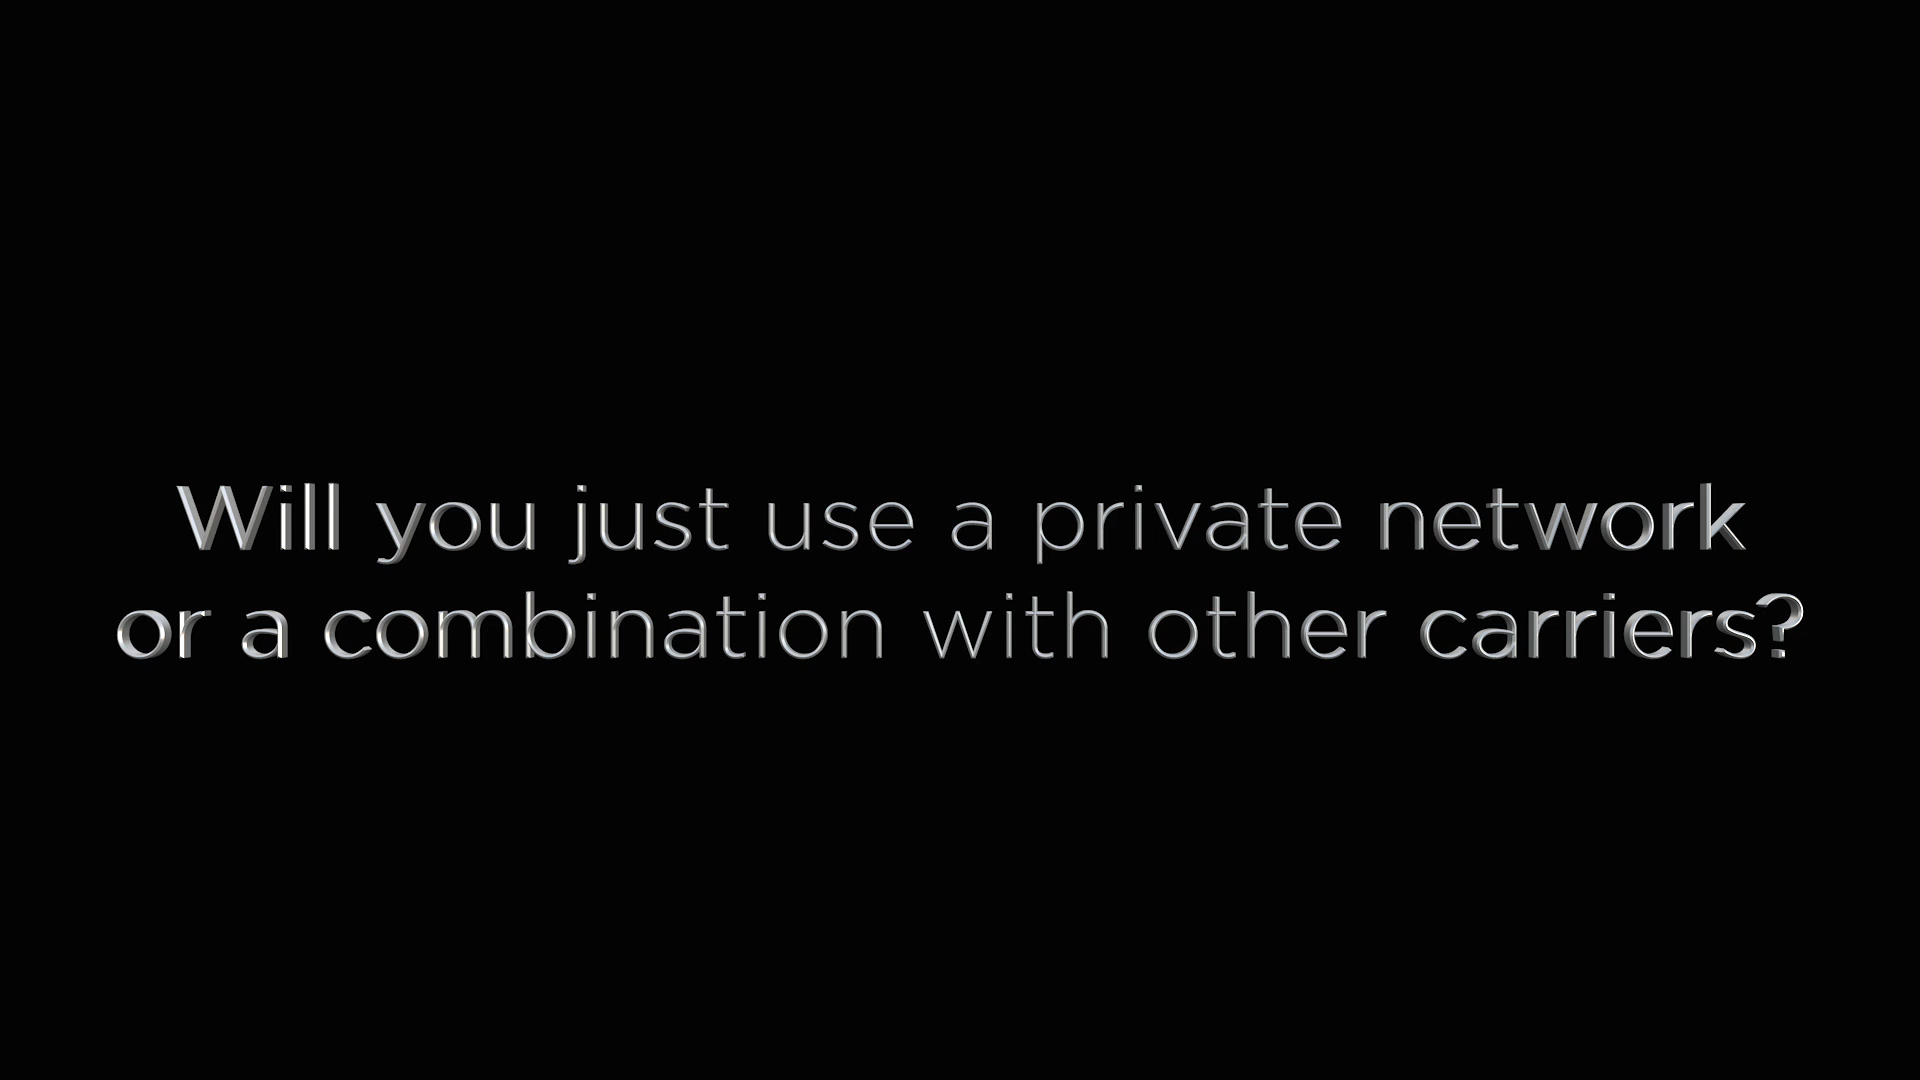 Will you just use a private network
or a combination with other carriers?